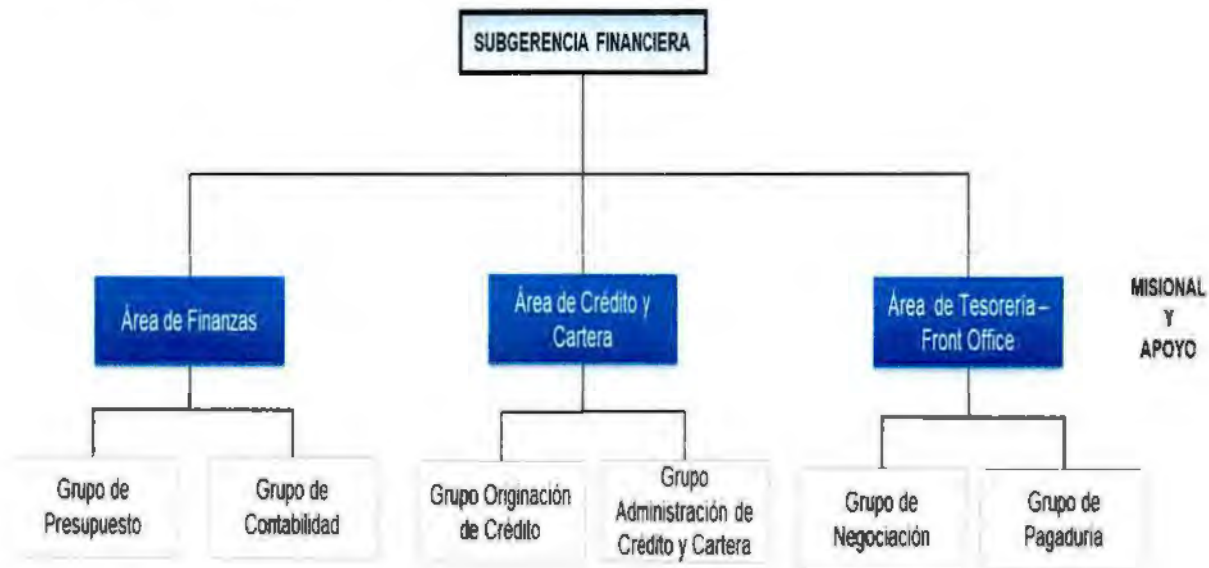 SUBGERENCIA FINANCIERA
Área de Finanzas
Área de Crédito y
Cartera
Área de Tesorería –
Front Office
MISIONAL
Y
APOYO
Grupo de
Presupuesto
Grupo de
Contabilidad
Grupo Originación
de Crédito
Grupo
Administración de
Crédito y Cartera
Grupo de
Negociación
Grupo de
Pagaduria